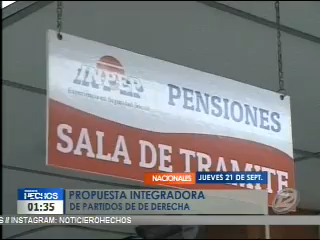 INPEP
PENSIONES
SALA DE TRAMITE
NACIONALES
JUEVES 21 DE SEPT.
HECHOS
PROPUESTA INTEGRADORA
01:35
DE PARTIDOS DE DE DERECHA
S // INSTAGRAM: NOTICIEROHECHOS
12